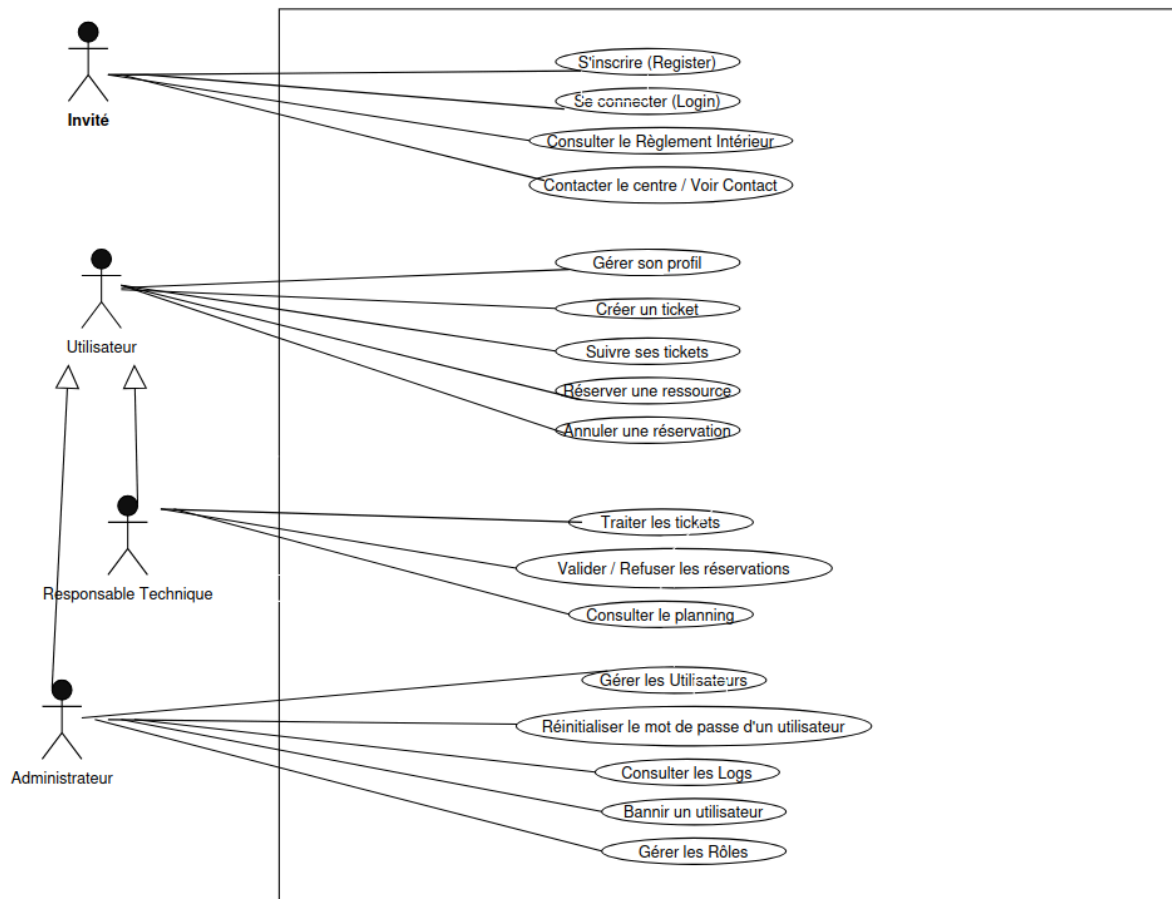 S'inscrire (Register)
Se connecter (Login)
Invité
Consulter le Règlement Intérieur
Contacter le centre / Voir Contact
Gérer son profil
Créer un ticket
Utilisateur
Suivre ses tickets
Réserver une ressource
Annuler une réservation
Traiter les tickets
Valider / Refuser les réservations
Responsable Technique
Consulter le planning
Gérer les Utilisateurs
Réinitialiser le mot de passe d'un utilisateur
Consulter les Logs
Administrateur
Bannir un utilisateur
Gérer les Rôles